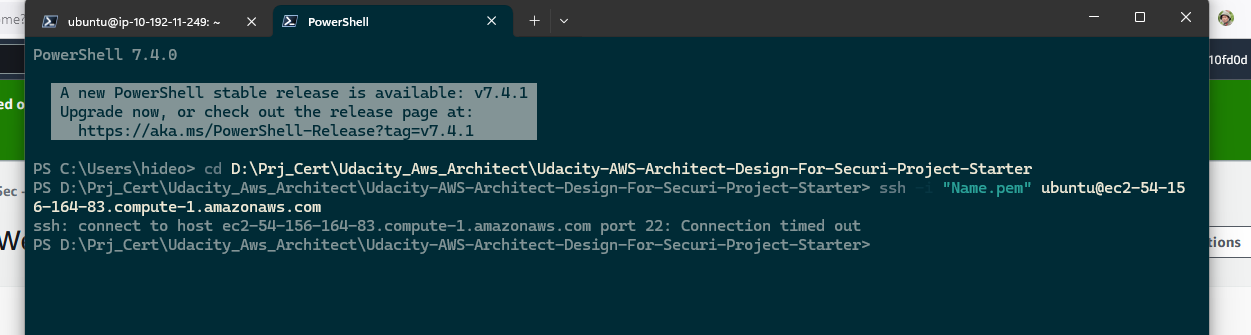 eme?
ubuntu@ip-10-192-11-249: ~
PowerShell
10fd0d
PowerShell 7.4.0
ed o
A new PowerShell stable release is available: v7.4.1
Upgrade now, or check out the release page at:
https://aka.ms/PowerShell-Release?tag=v7.4.1
PS C:\Users\hideo> cd D:\Prj_Cert\Udacity_Aws_Architect\Udacity-AWS-Architect-Design-For-Securi-Project-Starter
Sec -
PS D:\Prj_Cert\Udacity_Aws_Architect\Udacity-AWS-Architect-Design-For-Securi-Project-Starter> ssh -i "Name.pem" ubuntu@ec2-54-15
6-164-83.compute-1.amazonaws.com
ssh: connect to host ec2-54-156-164-83.compute-1.amazonaws.com port 22: Connection timed out
We
PS D:\Prj_Cert\Udacity_Aws_Architect\Udacity-AWS-Architect-Design-For-Securi-Project-Starter>
tions